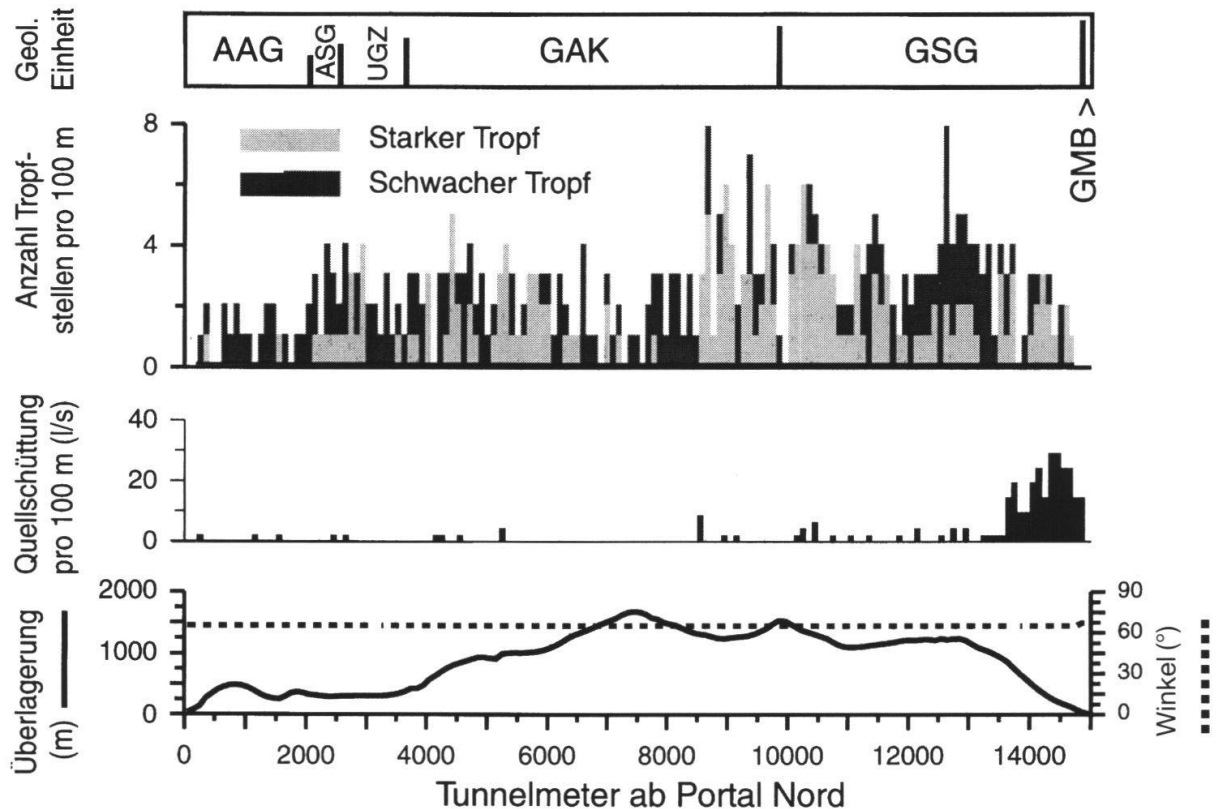 Geol.
Einheit
AAG
ASG
UGZ
GAK
GSG
GMB >
Anzahl Tropf-
stellen pro 100 m
8
4
0
Starker Tropf
Schwacher Tropf
Quellschüttung
pro 100 m (l/s)
40
20
0
Überlagerung
(m)
2000
1000
0
90
60
30
0
Winkel (°)
0 2000 4000 6000 8000 10000 12000 14000
Tunnelmeter ab Portal Nord